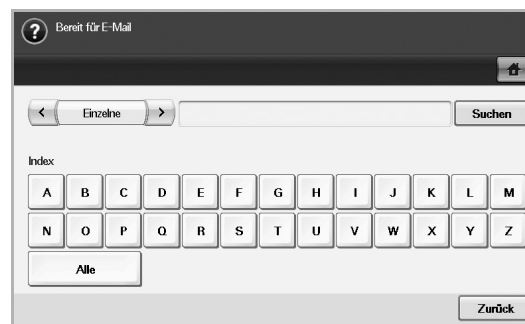 Bereit für E-Mail
Einzelne Suchen
Index
A B C D E F G H I J K L M
N O P Q R S T U V W X Y Z
Alle
Zurück